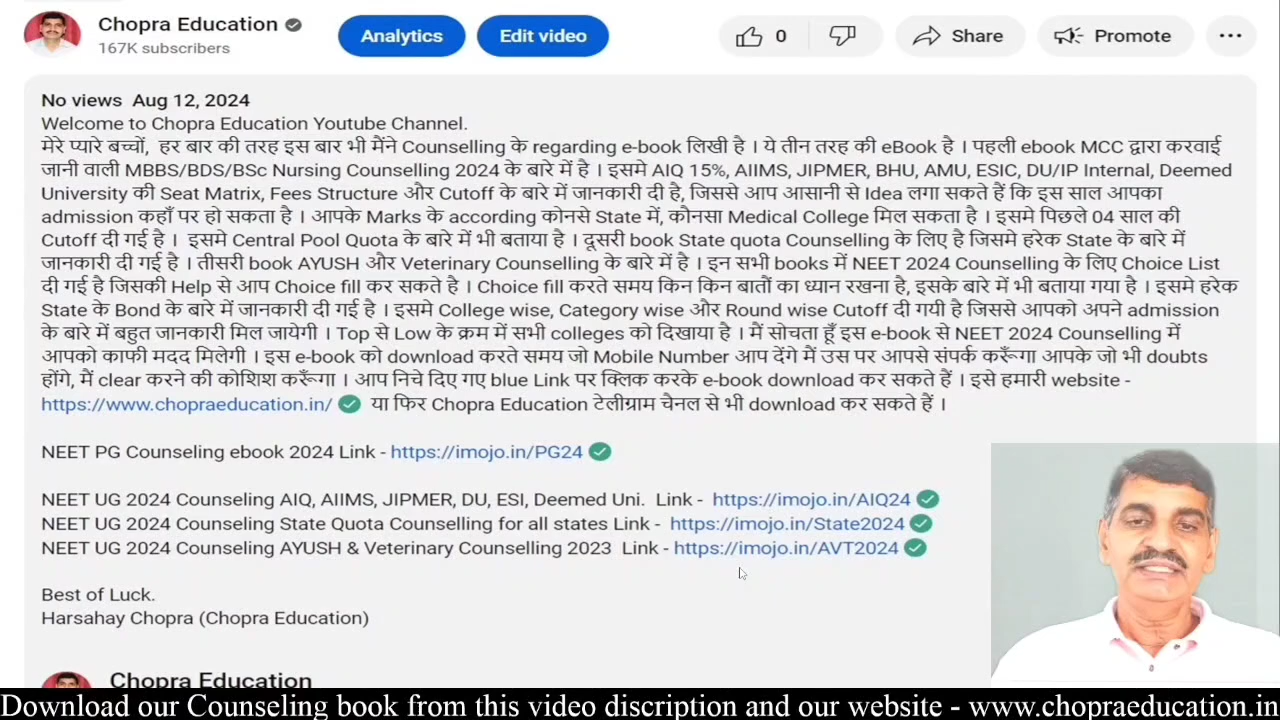 Chopra Education
167K subscribers
Analytics
Edit video
0
Share
Promote
No views Aug 12, 2024
Welcome to Chopra Education Youtube Channel.
मेरे प्यारे बच्चों, हर बार की तरह इस बार भी मैंने Counselling के regarding e-book लिखी है । ये तीन तरह की eBook है । पहली ebook MCC द्वारा करवाई
जानी वाली MBBS/BDS/BSc Nursing Counselling 2024 के बारे में है । इसमे AIQ 15%, AIIMS, JIPMER, BHU, AMU, ESIC, DU/IP Internal, Deemed
University की Seat Matrix, Fees Structure और Cutoff के बारे में जानकारी दी है, जिससे आप आसानी से Idea लगा सकते हैं कि इस साल आपका
admission कहाँ पर हो सकता है । आपके Marks के according कोनसे State में, कौनसा Medical College मिल सकता है । इसमे पिछले 04 साल की
Cutoff दी गई है । इसमे Central Pool Quota के बारे में भी बताया है । दूसरी book State quota Counselling के लिए है जिसमे हरेक State के बारे में
जानकारी दी गई है । तीसरी book AYUSH और Veterinary Counselling के बारे में है । इन सभी books में NEET 2024 Counselling के लिए Choice List
दी गई है जिसकी Help से आप Choice fill कर सकते है । Choice fill करते समय किन किन बातों का ध्यान रखना है, इसके बारे में भी बताया गया है । इसमे हरेक
State के Bond के बारे में जानकारी दी गई है । इसमे College wise, Category wise और Round wise Cutoff दी गयी है जिससे आपको अपने admission
के बारे में बहुत जानकारी मिल जायेगी । Top से Low के क्रम में सभी colleges को दिखाया है । मैं सोचता हूँ इस e-book से NEET 2024 Counselling में
आपको काफी मदद मिलेगी । इस e-book को download करते समय जो Mobile Number आप देंगे मैं उस पर आपसे संपर्क करूँगा आपके जो भी doubts
होंगे, मैं clear करने की कोशिश करूँगा । आप निचे दिए गए blue Link पर क्लिक करके e-book download कर सकते हैं । इसे हमारी website -
https://www.chopraeducation.in/ या फिर Chopra Education टेलीग्राम चैनल से भी download कर सकते हैं ।
NEET PG Counseling ebook 2024 Link - https://imojo.in/PG24
NEET UG 2024 Counseling AIQ, AIIMS, JIPMER, DU, ESI, Deemed Uni. Link - https://imojo.in/AIQ24
NEET UG 2024 Counseling State Quota Counselling for all states Link - https://imojo.in/State2024
NEET UG 2024 Counseling AYUSH & Veterinary Counselling 2023 Link - https://imojo.in/AVT2024
Best of Luck.
Harsahay Chopra (Chopra Education)
Chopra Education
Download our Counseling book from this video discription and our website - www.chopraeducation.in